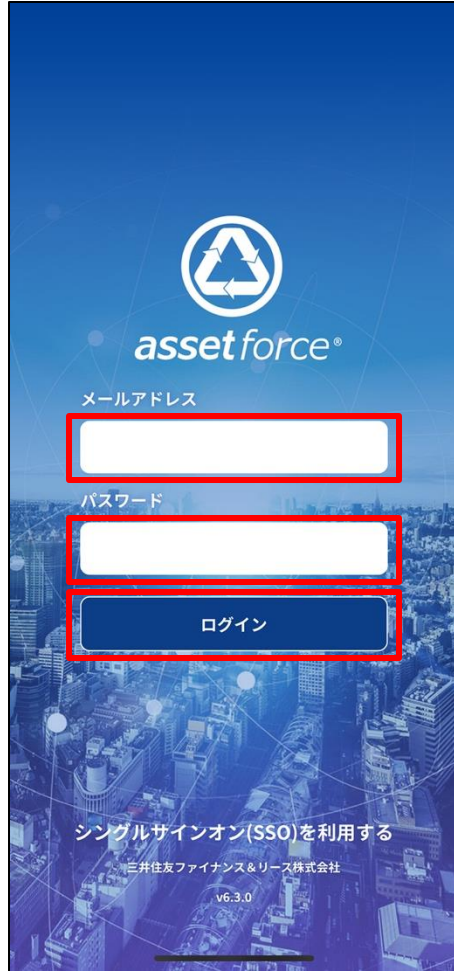 assetforce®
メールアドレス
パスワード
ログイン
シングルサインオン(SSO)を利用する
三井住友ファイナンス＆リース株式会社
v6.3.0